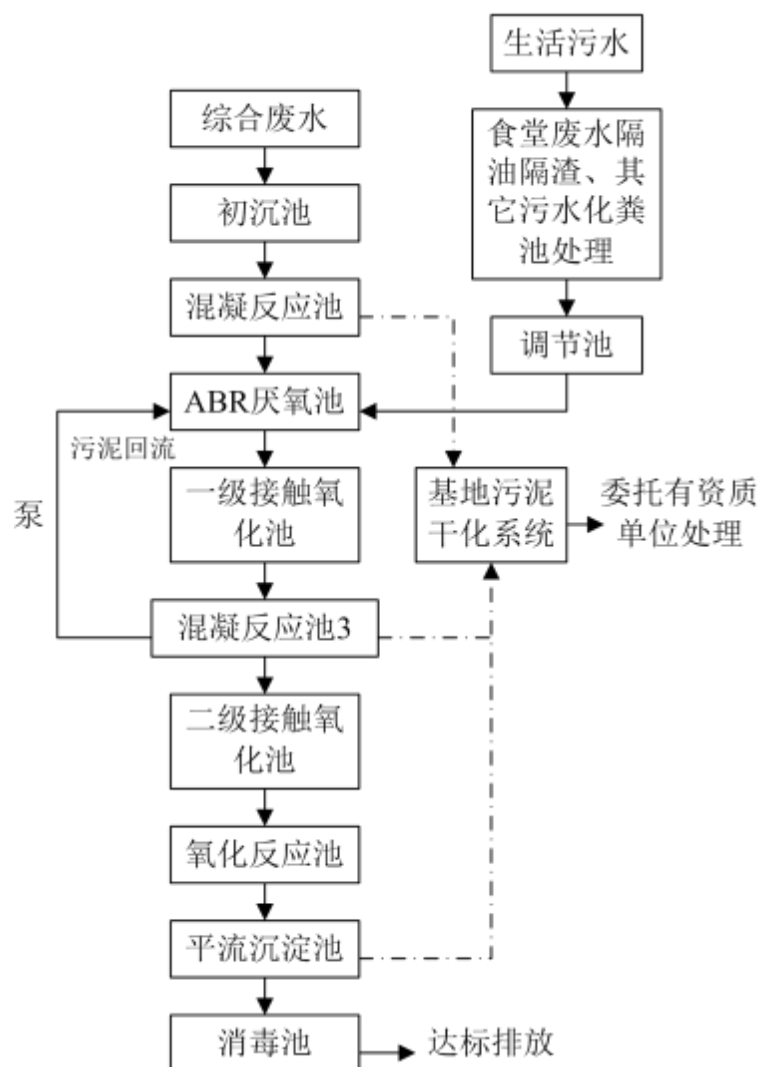 生活污水
综合废水
食堂废水隔
油隔渣、其
它污水化粪
池处理
初沉池
混凝反应池
调节池
ABR厌氧池
污泥回流
泵
一级接触氧
化池
基地污泥
干化系统
委托有资质
单位处理
混凝反应池3
二级接触氧
化池
氧化反应池
平流沉淀池
消毒池
达标排放